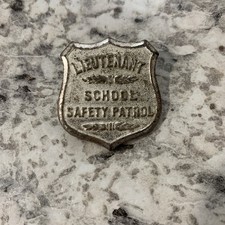 LIEUTENANT
SCHOOL
SAFETY PATROL